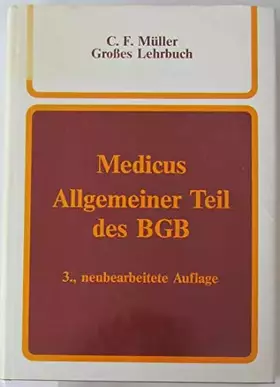 C. F. Müller
Großes Lehrbuch
Medicus
Allgemeiner Teil
des BGB
3., neubearbeitete Auflage